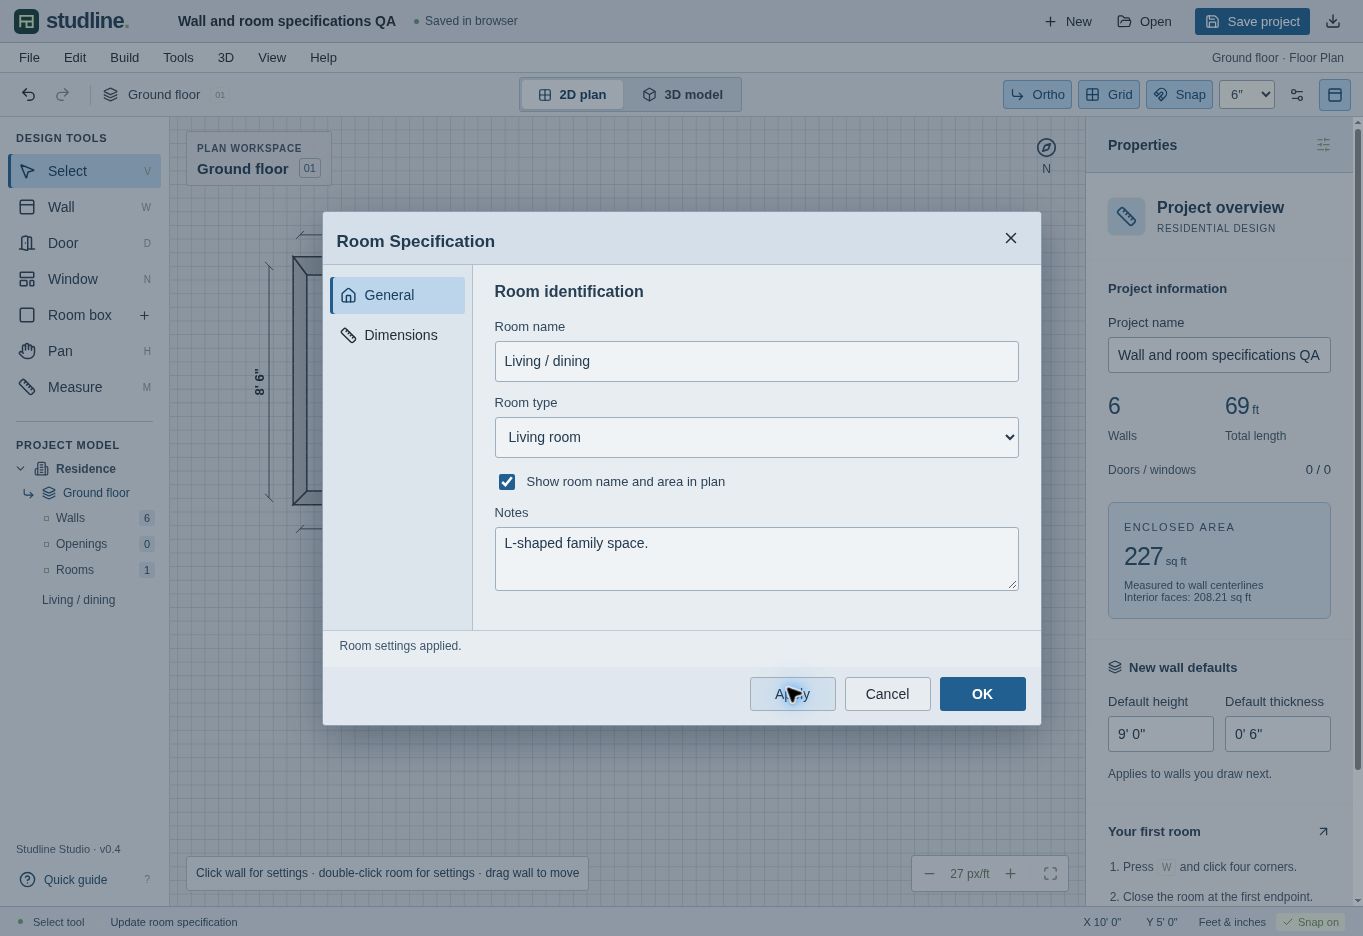 studline.
Wall and room specifications QA
Saved in browser
New
Open
Save project
File
Edit
Build
Tools
3D
View
Help
Ground floor · Floor Plan
Ground floor
01
2D plan
3D model
Ortho
Grid
Snap
6"
DESIGN TOOLS
Select
V
Wall
W
Door
D
Window
N
Room box
+
Pan
H
Measure
M
PROJECT MODEL
Residence
Ground floor
Walls
6
Openings
0
Rooms
1
Living / dining
Studline Studio · v0.4
Quick guide
?
PLAN WORKSPACE
Ground floor
01
N
8' 6"
Room Specification
General
Dimensions
Room identification
Room name
Living / dining
Room type
Living room
Show room name and area in plan
Notes
L-shaped family space.
Room settings applied.
Apply
Cancel
OK
Click wall for settings · double-click room for settings · drag wall to move
27 px/ft
Properties
Project overview
RESIDENTIAL DESIGN
Project information
Project name
Wall and room specifications QA
6
69 ft
Walls
Total length
Doors / windows
0 / 0
ENCLOSED AREA
227 sq ft
Measured to wall centerlines
Interior faces: 208.21 sq ft
New wall defaults
Default height
Default thickness
9' 0"
0' 6"
Applies to walls you draw next.
Your first room
1. Press W and click four corners.
2. Close the room at the first endpoint.
Select tool
Update room specification
X 10' 0"
Y 5' 0"
Feet & inches
Snap on